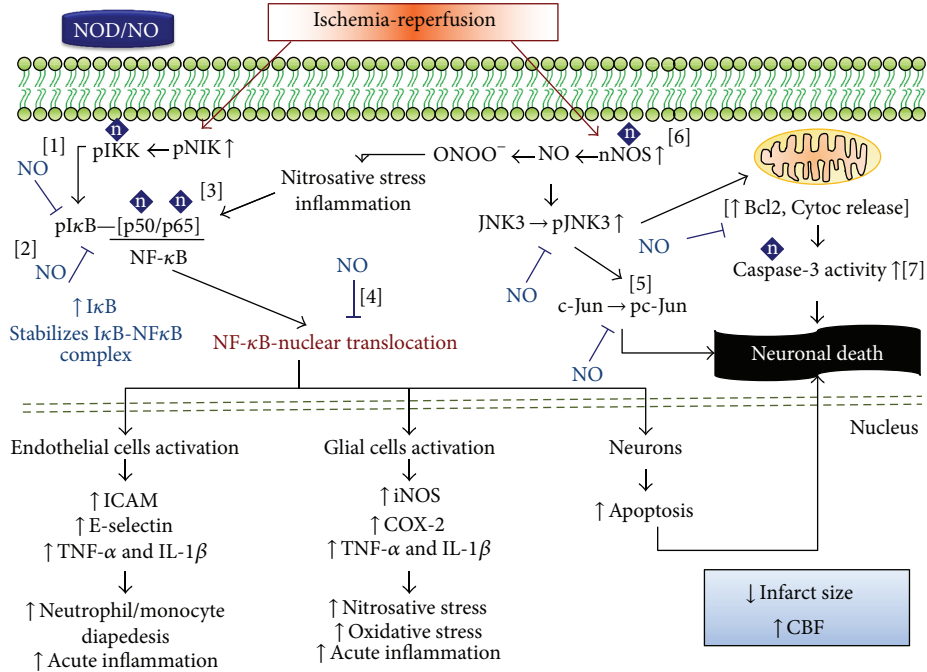 NOD/NO
Ischemia-reperfusion
n
n
[1]
pIKK ← pNIK ↑
ONOO⁻ ← NO ← nNOS ↑
[6]
NO
Nitrosative stress
inflammation
n n [3]
pIκB—[p50/p65]
NF-κB
[2]
NO
↑ IκB
Stabilizes IκB-NFκB
complex
NO
[4]
NF-κB-nuclear translocation
JNK3 → pJNK3 ↑
NO
NO
[5]
c-Jun → pc-Jun
NO
[↑ Bcl2, Cytoc release]
n
Caspase-3 activity ↑[7]
Neuronal death
Nucleus
Endothelial cells activation
↑ ICAM
↑ E-selectin
↑ TNF-α and IL-1β
↑ Neutrophil/monocyte
diapedesis
↑ Acute inflammation
Glial cells activation
↑ iNOS
↑ COX-2
↑ TNF-α and IL-1β
↑ Nitrosative stress
↑ Oxidative stress
↑ Acute inflammation
Neurons
↑ Apoptosis
↓ Infarct size
↑ CBF